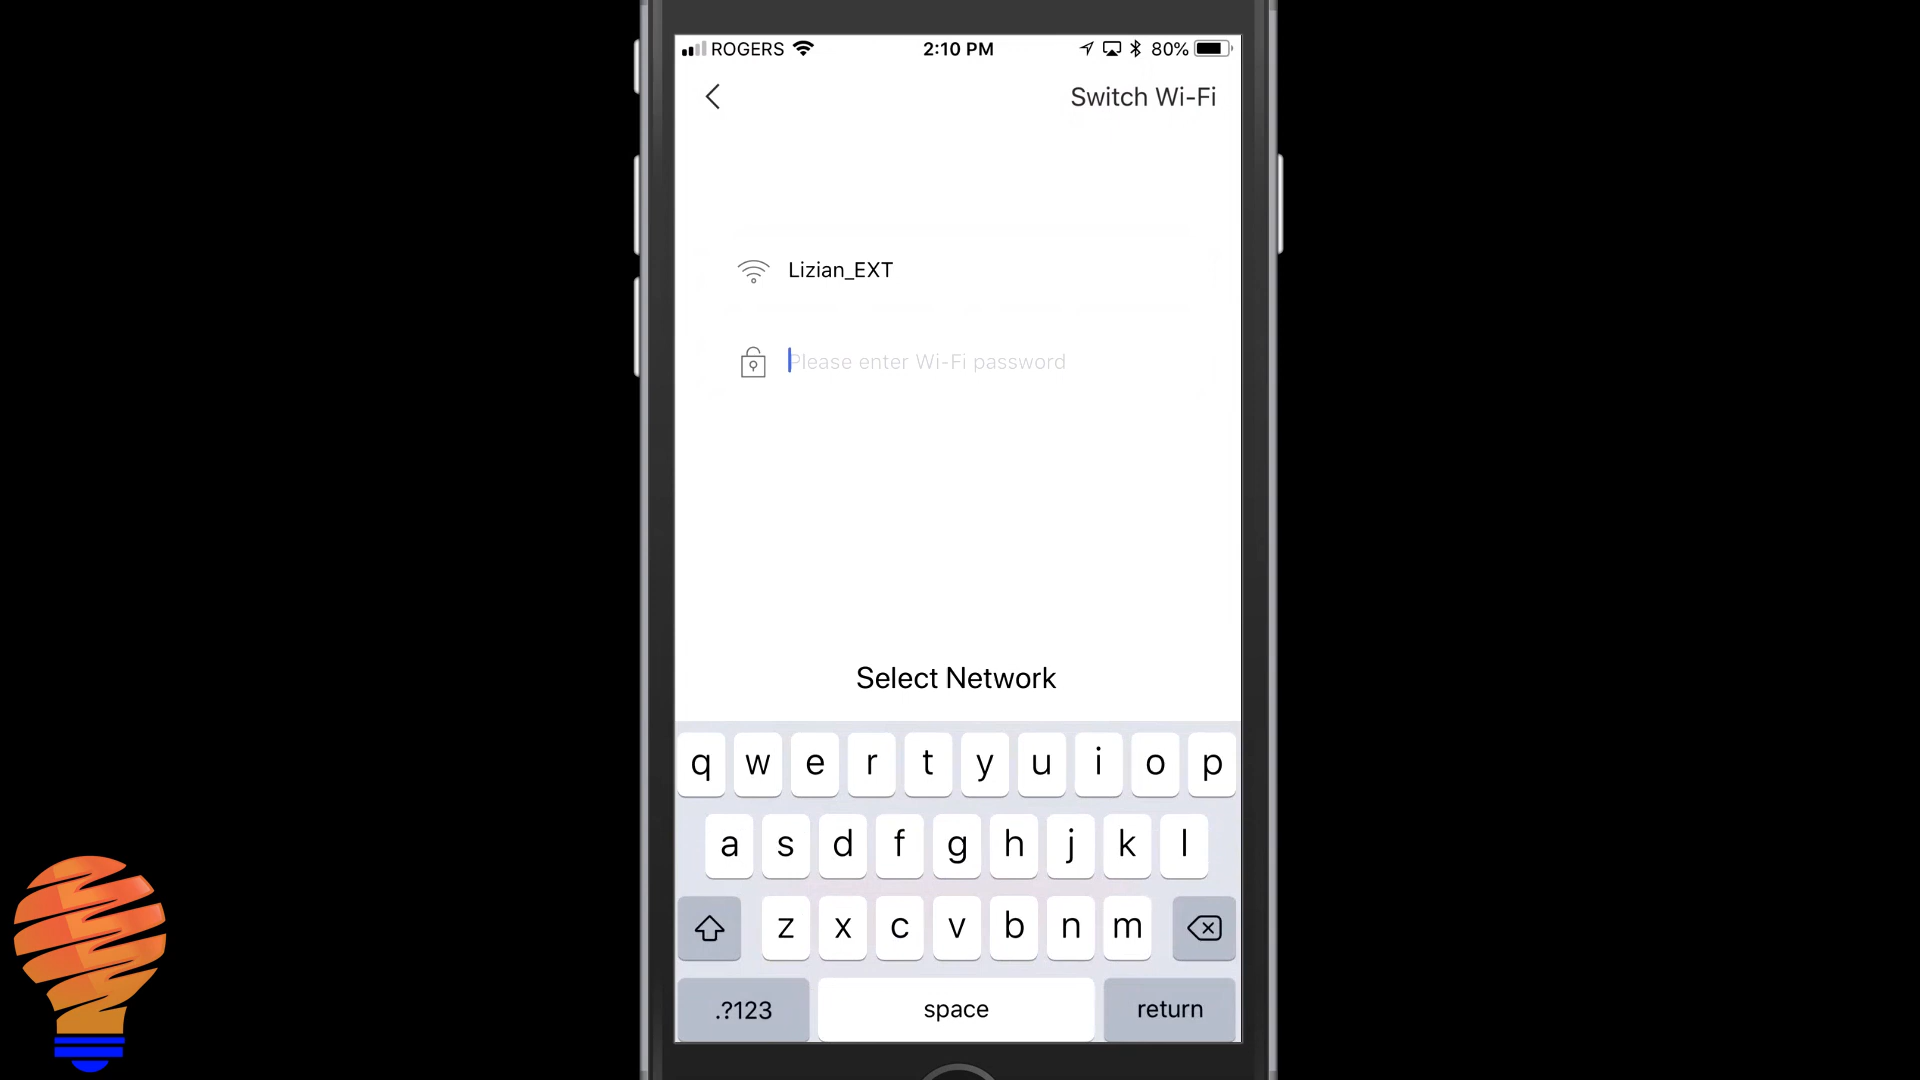 ROGERS 2:10 PM 80%
Switch Wi-Fi
Lizian_EXT
Please enter Wi-Fi password
Select Network
q w e r t y u i o p
a s d f g h j k l
z x c v b n m
.?123 space return